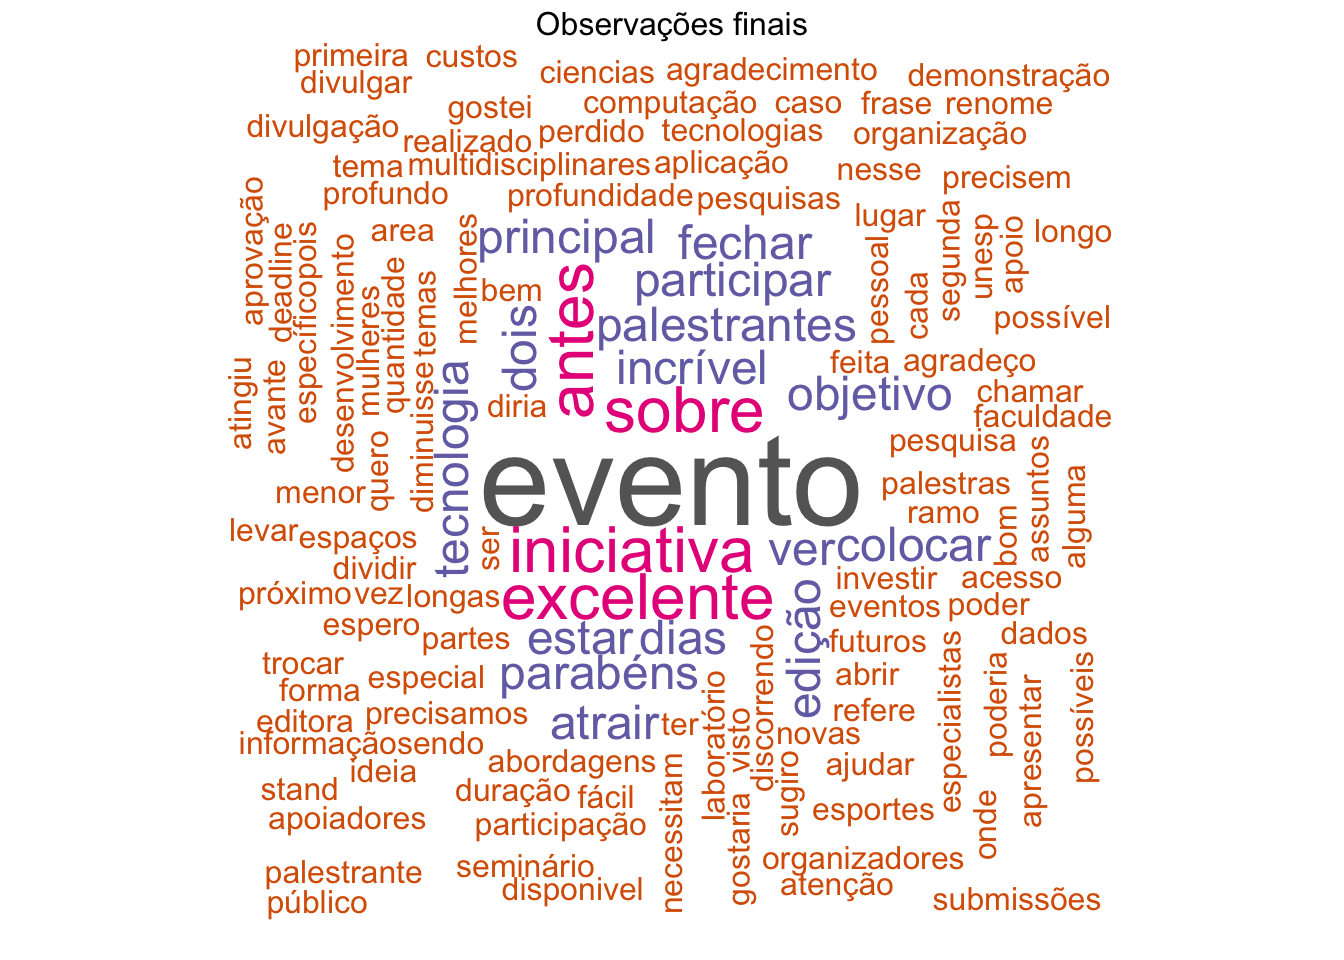 Observações finais
primeira
custos
divulgar
ciencias
agradecimento
demonstração
gostei
computação
caso
frase
renome
divulgação
realizado
perdido
tecnologias
organização
tema
multidisciplinares
aplicação
nesse
precisem
profundo
profundidade
pesquisas
lugar
aprovação
deadline
específicopois
desenvolvimento
area
mulheres
quantidade
temas
melhores
principal
fechar
pessoal
cada
segunda
unesp
apoio
longo
bem
participar
dois
antes
palestrantes
possível
incrível
feita
agradeço
atingiu
avante
quero
diminuisse
tecnologia
diria
sobre
objetivo
chamar
faculdade
evento
pesquisa
palestras
ramo
bom
assuntos
alguma
menor
levar
espaços
ser
iniciativa
ver
colocar
dividir
investir
acesso
próximo
vez
longas
excelente
edição
eventos
poder
espero
partes
estar
dias
futuros
dados
trocar
forma
especial
parabéns
abrir
editora
precisamos
atrair
ter
laboratório
visto
discorrendo
refere
especialistas
poderia
apresentar
possíveis
informação
sendo
novas
ideia
abordagens
ajudar
stand
duração
fácil
necessitam
gostaria
sugiro
esportes
onde
apoiadores
participação
palestrante
seminário
organizadores
público
disponivel
atenção
submissões